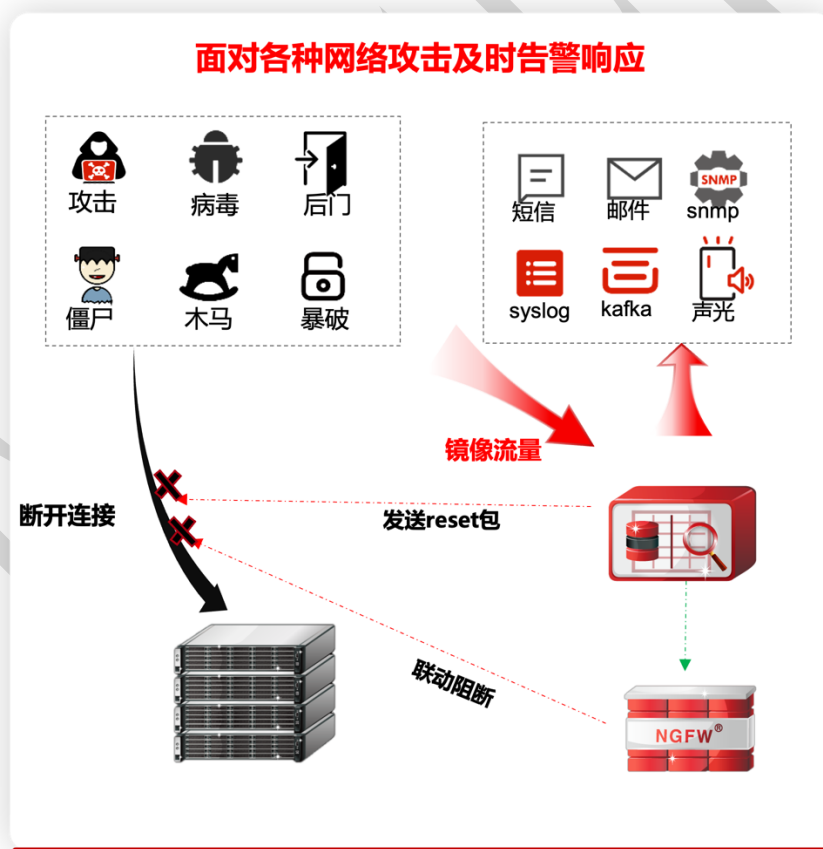 面对各种网络攻击及时告警响应
攻击 病毒 后门
僵尸 木马 暴破
SNMP
短信 邮件 snmp
syslog kafka 声光
镜像流量
断开连接
发送reset包
联动阻断
NGFW®